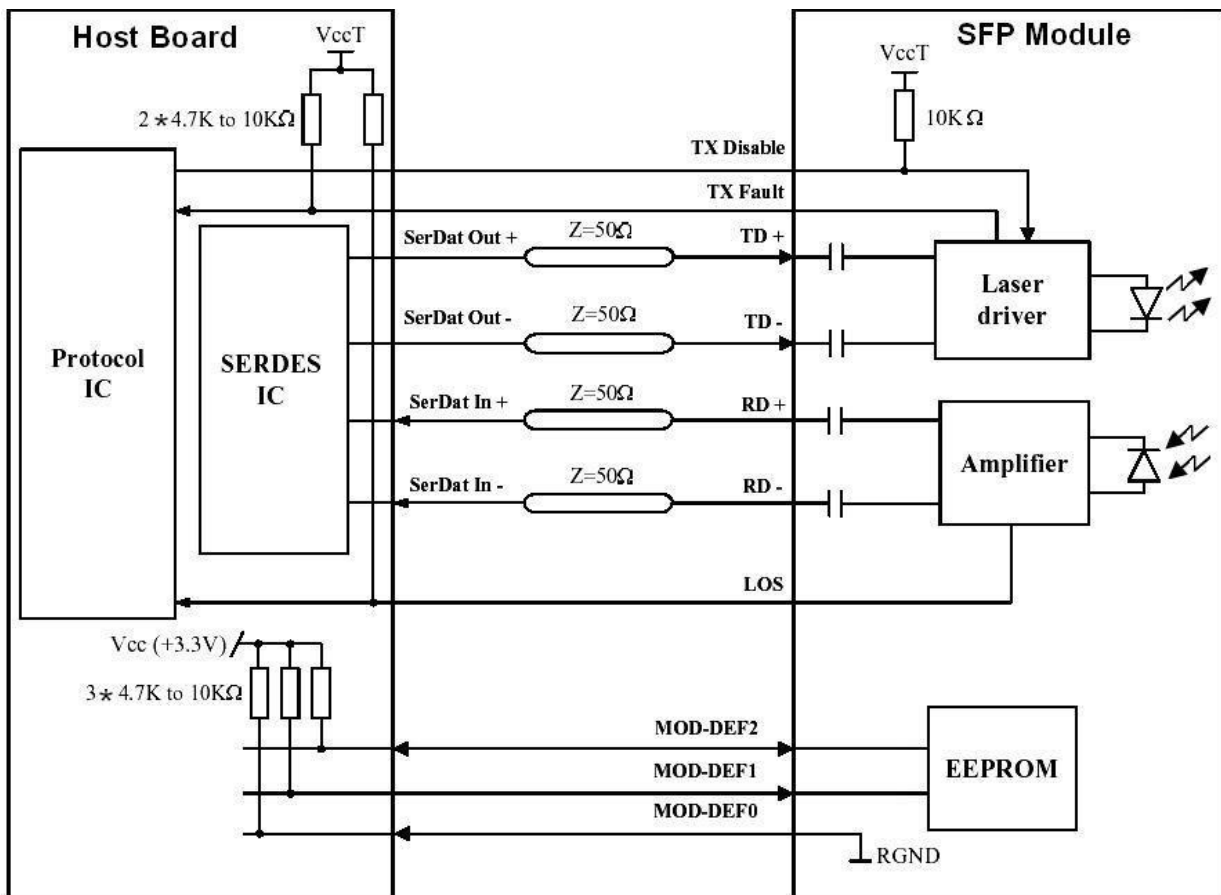 Host Board
SFP Module
VccT
VccT
2 * 4.7K to 10KΩ
10K Ω
TX Disable
TX Fault
SerDat Out +
Z=50Ω
TD +
Laser
driver
SerDat Out -
Z=50Ω
TD -
Protocol
IC
SERDES
IC
SerDat In +
Z=50Ω
RD +
Amplifier
SerDat In -
Z=50Ω
RD -
LOS
Vcc (+3.3V)
3 * 4.7K to 10KΩ
MOD-DEF2
MOD-DEF1
MOD-DEF0
EEPROM
RGND